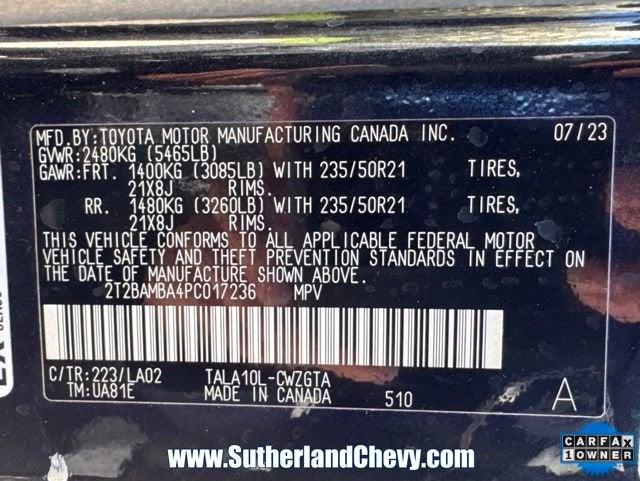 MFD.BY:TOYOTA MOTOR MANUFACTURING CANADA INC. 07/23
GVWR:2480KG (5465LB)
GAWR:FRT. 1400KG (3085LB) WITH 235/50R21 TIRES,
21X8J RIMS.
RR. 1480KG (3260LB) WITH 235/50R21 TIRES,
21X8J RIMS.
THIS VEHICLE CONFORMS TO ALL APPLICABLE FEDERAL MOTOR
VEHICLE SAFETY AND THEFT PREVENTION STANDARDS IN EFFECT ON
THE DATE OF MANUFACTURE SHOWN ABOVE.
2T2BAMBA4PC017236 MPV
C/TR:223/LA02 TALA10L-CWZGTA
TM:UA81E MADE IN CANADA 510 A
www.SutherlandChevy.com
CARFAX
1 OWNER